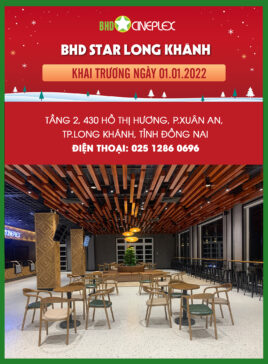 BHD CINEPLEX
BHD STAR LONG KHÁNH
KHAI TRƯƠNG NGÀY 01.01.2022
TẦNG 2, 430 HỒ THỊ HƯƠNG, P.XUÂN AN,
TP.LONG KHÁNH, TỈNH ĐỒNG NAI
ĐIỆN THOẠI: 025 1286 0696